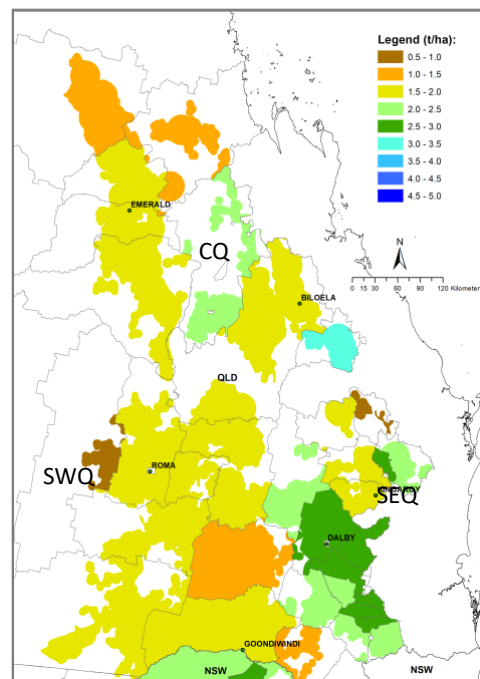 Legend (t/ha):
0.5 - 1.0
1.0 - 1.5
1.5 - 2.0
2.0 - 2.5
2.5 - 3.0
3.0 - 3.5
3.5 - 4.0
4.0 - 4.5
4.5 - 5.0
EMERALD
CQ
N
0 15 30 60 90 120 Kilometer
BILOELA
QLD
SWQ
ROMA
SEQ
DALBY
GOONDIWINDI
NSW
NSW